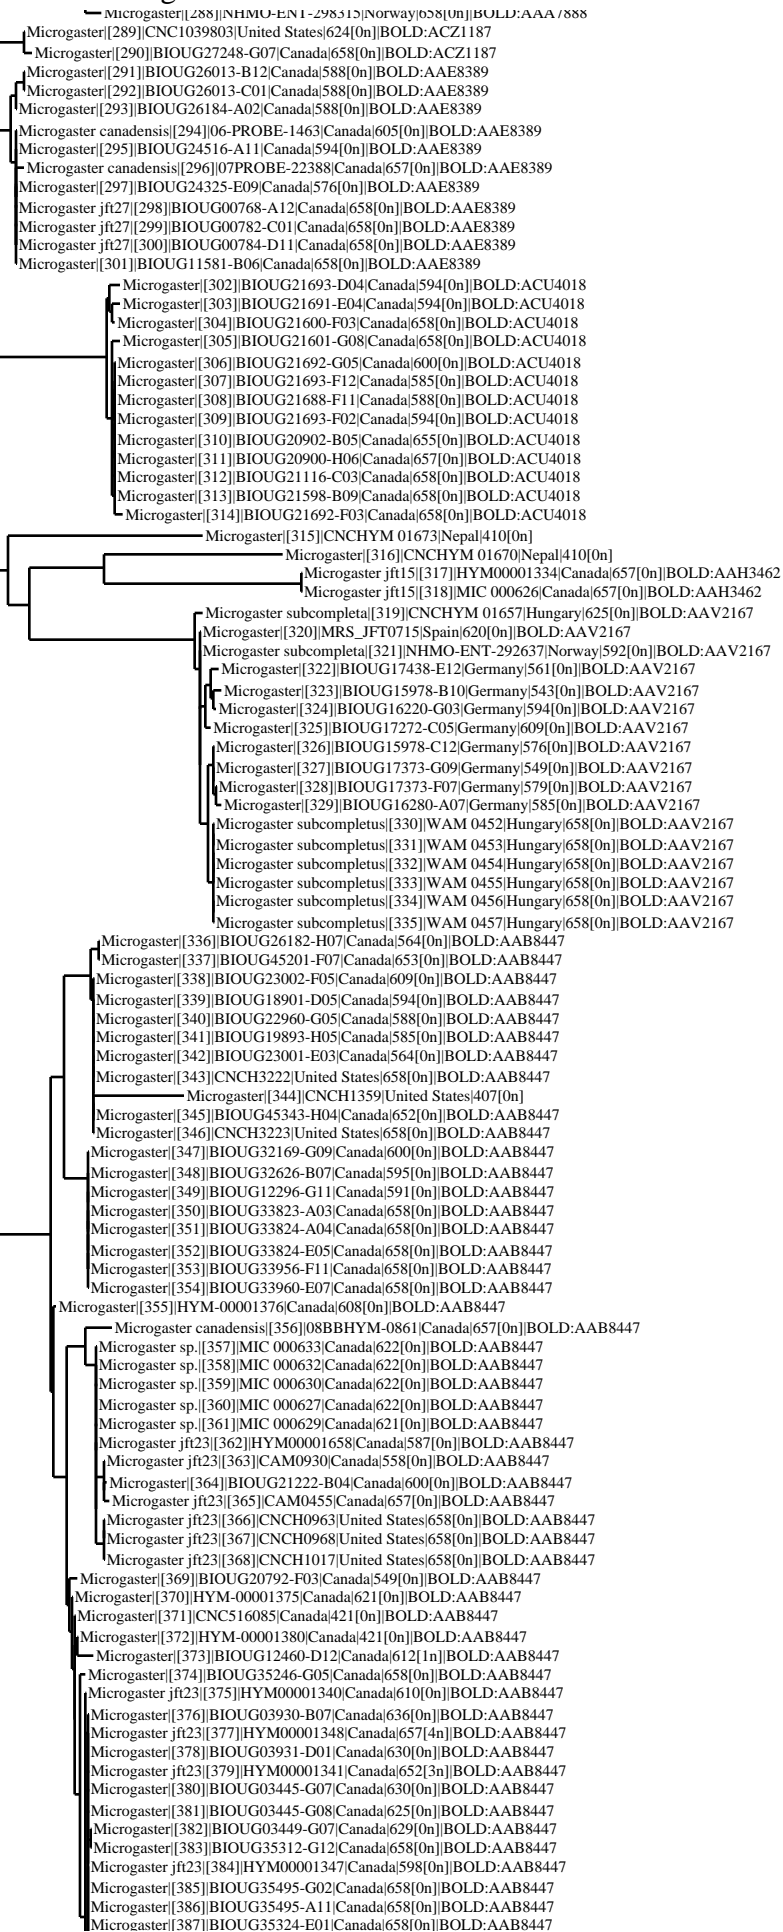 Microgaster|[288]|NHMO-ENT-298315|Norway|658[0n]|BOLD:AAA7888
Microgaster|[289]|CNC1039803|United States|624[0n]|BOLD:ACZ1187
Microgaster|[290]|BIOUG27248-G07|Canada|658[0n]|BOLD:ACZ1187
Microgaster|[291]|BIOUG26013-B12|Canada|588[0n]|BOLD:AAE8389
Microgaster|[292]|BIOUG26013-C01|Canada|588[0n]|BOLD:AAE8389
Microgaster|[293]|BIOUG26184-A02|Canada|588[0n]|BOLD:AAE8389
Microgaster canadensis|[294]|06-PROBE-1463|Canada|605[0n]|BOLD:AAE8389
Microgaster|[295]|BIOUG24516-A11|Canada|594[0n]|BOLD:AAE8389
Microgaster canadensis|[296]|07PROBE-22388|Canada|657[0n]|BOLD:AAE8389
Microgaster|[297]|BIOUG24325-E09|Canada|576[0n]|BOLD:AAE8389
Microgaster jft27|[298]|BIOUG00768-A12|Canada|658[0n]|BOLD:AAE8389
Microgaster jft27|[299]|BIOUG00782-C01|Canada|658[0n]|BOLD:AAE8389
Microgaster jft27|[300]|BIOUG00784-D11|Canada|658[0n]|BOLD:AAE8389
Microgaster|[301]|BIOUG11581-B06|Canada|658[0n]|BOLD:AAE8389
Microgaster|[302]|BIOUG21693-D04|Canada|594[0n]|BOLD:ACU4018
Microgaster|[303]|BIOUG21691-E04|Canada|594[0n]|BOLD:ACU4018
Microgaster|[304]|BIOUG21600-F03|Canada|658[0n]|BOLD:ACU4018
Microgaster|[305]|BIOUG21601-G08|Canada|658[0n]|BOLD:ACU4018
Microgaster|[306]|BIOUG21692-G05|Canada|600[0n]|BOLD:ACU4018
Microgaster|[307]|BIOUG21693-F12|Canada|585[0n]|BOLD:ACU4018
Microgaster|[308]|BIOUG21688-F11|Canada|588[0n]|BOLD:ACU4018
Microgaster|[309]|BIOUG21693-F02|Canada|594[0n]|BOLD:ACU4018
Microgaster|[310]|BIOUG20902-B05|Canada|655[0n]|BOLD:ACU4018
Microgaster|[311]|BIOUG20900-H06|Canada|657[0n]|BOLD:ACU4018
Microgaster|[312]|BIOUG21116-C03|Canada|658[0n]|BOLD:ACU4018
Microgaster|[313]|BIOUG21598-B09|Canada|658[0n]|BOLD:ACU4018
Microgaster|[314]|BIOUG21692-F03|Canada|658[0n]|BOLD:ACU4018
Microgaster|[315]|CNCHYM 01673|Nepal|410[0n]
Microgaster|[316]|CNCHYM 01670|Nepal|410[0n]
Microgaster jft15|[317]|HYM00001334|Canada|657[0n]|BOLD:AAH3462
Microgaster jft15|[318]|MIC 000626|Canada|657[0n]|BOLD:AAH3462
Microgaster subcompleta|[319]|CNCHYM 01657|Hungary|625[0n]|BOLD:AAV2167
Microgaster|[320]|MRS_JFT0715|Spain|620[0n]|BOLD:AAV2167
Microgaster subcompleta|[321]|NHMO-ENT-292637|Norway|592[0n]|BOLD:AAV2167
Microgaster|[322]|BIOUG17438-E12|Germany|561[0n]|BOLD:AAV2167
Microgaster|[323]|BIOUG15978-B10|Germany|543[0n]|BOLD:AAV2167
Microgaster|[324]|BIOUG16220-G03|Germany|594[0n]|BOLD:AAV2167
Microgaster|[325]|BIOUG17272-C05|Germany|609[0n]|BOLD:AAV2167
Microgaster|[326]|BIOUG15978-C12|Germany|576[0n]|BOLD:AAV2167
Microgaster|[327]|BIOUG17373-G09|Germany|549[0n]|BOLD:AAV2167
Microgaster|[328]|BIOUG17373-F07|Germany|579[0n]|BOLD:AAV2167
Microgaster|[329]|BIOUG16280-A07|Germany|585[0n]|BOLD:AAV2167
Microgaster subcompletus|[330]|WAM 0452|Hungary|658[0n]|BOLD:AAV2167
Microgaster subcompletus|[331]|WAM 0453|Hungary|658[0n]|BOLD:AAV2167
Microgaster subcompletus|[332]|WAM 0454|Hungary|658[0n]|BOLD:AAV2167
Microgaster subcompletus|[333]|WAM 0455|Hungary|658[0n]|BOLD:AAV2167
Microgaster subcompletus|[334]|WAM 0456|Hungary|658[0n]|BOLD:AAV2167
Microgaster subcompletus|[335]|WAM 0457|Hungary|658[0n]|BOLD:AAV2167
Microgaster|[336]|BIOUG26182-H07|Canada|564[0n]|BOLD:AAB8447
Microgaster|[337]|BIOUG45201-F07|Canada|653[0n]|BOLD:AAB8447
Microgaster|[338]|BIOUG23002-F05|Canada|609[0n]|BOLD:AAB8447
Microgaster|[339]|BIOUG18901-D05|Canada|594[0n]|BOLD:AAB8447
Microgaster|[340]|BIOUG22960-G05|Canada|588[0n]|BOLD:AAB8447
Microgaster|[341]|BIOUG19893-H05|Canada|585[0n]|BOLD:AAB8447
Microgaster|[342]|BIOUG23001-E03|Canada|564[0n]|BOLD:AAB8447
Microgaster|[343]|CNCH3222|United States|658[0n]|BOLD:AAB8447
Microgaster|[344]|CNCH1359|United States|407[0n]
Microgaster|[345]|BIOUG45343-H04|Canada|652[0n]|BOLD:AAB8447
Microgaster|[346]|CNCH3223|United States|658[0n]|BOLD:AAB8447
Microgaster|[347]|BIOUG32169-G09|Canada|600[0n]|BOLD:AAB8447
Microgaster|[348]|BIOUG32626-B07|Canada|595[0n]|BOLD:AAB8447
Microgaster|[349]|BIOUG12296-G11|Canada|591[0n]|BOLD:AAB8447
Microgaster|[350]|BIOUG33823-A03|Canada|658[0n]|BOLD:AAB8447
Microgaster|[351]|BIOUG33824-A04|Canada|658[0n]|BOLD:AAB8447
Microgaster|[352]|BIOUG33824-E05|Canada|658[0n]|BOLD:AAB8447
Microgaster|[353]|BIOUG33956-F11|Canada|658[0n]|BOLD:AAB8447
Microgaster|[354]|BIOUG33960-E07|Canada|658[0n]|BOLD:AAB8447
Microgaster|[355]|HYM-00001376|Canada|608[0n]|BOLD:AAB8447
Microgaster canadensis|[356]|08BBHYM-0861|Canada|657[0n]|BOLD:AAB8447
Microgaster sp.|[357]|MIC 000633|Canada|622[0n]|BOLD:AAB8447
Microgaster sp.|[358]|MIC 000632|Canada|622[0n]|BOLD:AAB8447
Microgaster sp.|[359]|MIC 000630|Canada|622[0n]|BOLD:AAB8447
Microgaster sp.|[360]|MIC 000627|Canada|622[0n]|BOLD:AAB8447
Microgaster sp.|[361]|MIC 000629|Canada|621[0n]|BOLD:AAB8447
Microgaster jft23|[362]|HYM00001658|Canada|587[0n]|BOLD:AAB8447
Microgaster jft23|[363]|CAM0930|Canada|558[0n]|BOLD:AAB8447
Microgaster|[364]|BIOUG21222-B04|Canada|600[0n]|BOLD:AAB8447
Microgaster jft23|[365]|CAM0455|Canada|657[0n]|BOLD:AAB8447
Microgaster jft23|[366]|CNCH0963|United States|658[0n]|BOLD:AAB8447
Microgaster jft23|[367]|CNCH0968|United States|658[0n]|BOLD:AAB8447
Microgaster jft23|[368]|CNCH1017|United States|658[0n]|BOLD:AAB8447
Microgaster|[369]|BIOUG20792-F03|Canada|549[0n]|BOLD:AAB8447
Microgaster|[370]|HYM-00001375|Canada|621[0n]|BOLD:AAB8447
Microgaster|[371]|CNC516085|Canada|421[0n]|BOLD:AAB8447
Microgaster|[372]|HYM-00001380|Canada|421[0n]|BOLD:AAB8447
Microgaster|[373]|BIOUG12460-D12|Canada|612[1n]|BOLD:AAB8447
Microgaster|[374]|BIOUG35246-G05|Canada|658[0n]|BOLD:AAB8447
Microgaster jft23|[375]|HYM00001340|Canada|610[0n]|BOLD:AAB8447
Microgaster|[376]|BIOUG03930-B07|Canada|636[0n]|BOLD:AAB8447
Microgaster jft23|[377]|HYM00001348|Canada|657[4n]|BOLD:AAB8447
Microgaster|[378]|BIOUG03931-D01|Canada|630[0n]|BOLD:AAB8447
Microgaster jft23|[379]|HYM00001341|Canada|652[3n]|BOLD:AAB8447
Microgaster|[380]|BIOUG03445-G07|Canada|630[0n]|BOLD:AAB8447
Microgaster|[381]|BIOUG03445-G08|Canada|625[0n]|BOLD:AAB8447
Microgaster|[382]|BIOUG03449-G07|Canada|629[0n]|BOLD:AAB8447
Microgaster|[383]|BIOUG35312-G12|Canada|658[0n]|BOLD:AAB8447
Microgaster jft23|[384]|HYM00001347|Canada|598[0n]|BOLD:AAB8447
Microgaster|[385]|BIOUG35495-G02|Canada|658[0n]|BOLD:AAB8447
Microgaster|[386]|BIOUG35495-A11|Canada|658[0n]|BOLD:AAB8447
Microgaster|[387]|BIOUG35324-E01|Canada|658[0n]|BOLD:AAB8447